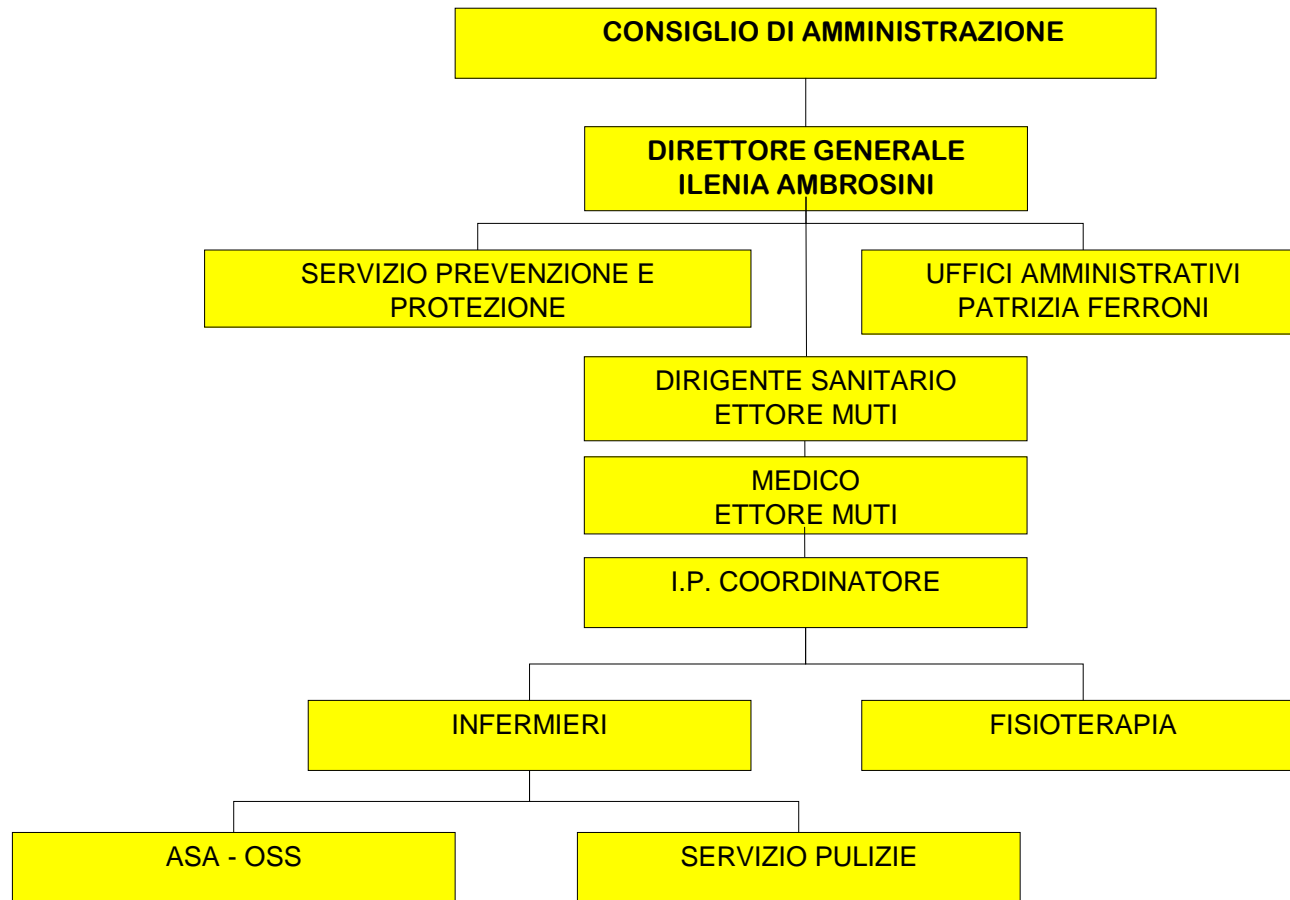 CONSIGLIO DI AMMINISTRAZIONE
DIRETTORE GENERALE
ILENIA AMBROSINI
SERVIZIO PREVENZIONE E
PROTEZIONE
UFFICI AMMINISTRATIVI
PATRIZIA FERRONI
DIRIGENTE SANITARIO
ETTORE MUTI
MEDICO
ETTORE MUTI
I.P. COORDINATORE
INFERMIERI
FISIOTERAPIA
ASA - OSS
SERVIZIO PULIZIE